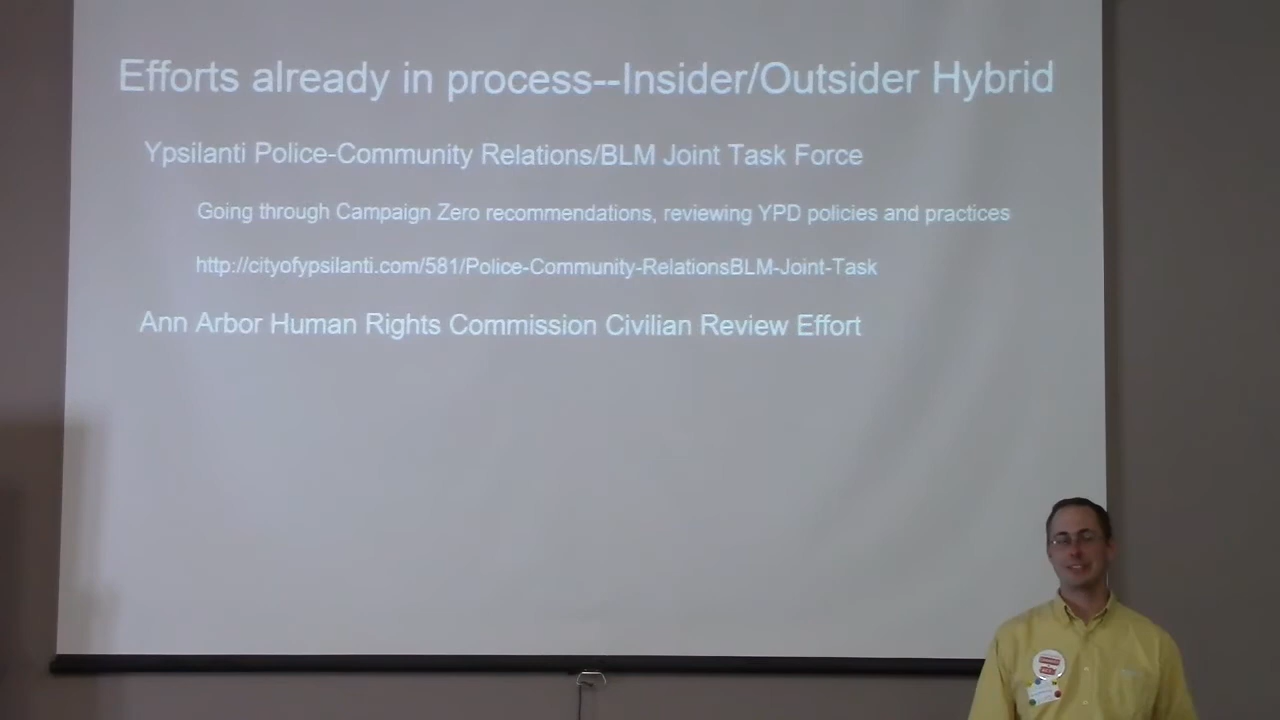 Efforts already in process--Insider/Outsider Hybrid
Ypsilanti Police-Community Relations/BLM Joint Task Force
Going through Campaign Zero recommendations, reviewing YPD policies and practices
http://cityofypsilanti.com/581/Police-Community-RelationsBLM-Joint-Task
Ann Arbor Human Rights Commission Civilian Review Effort